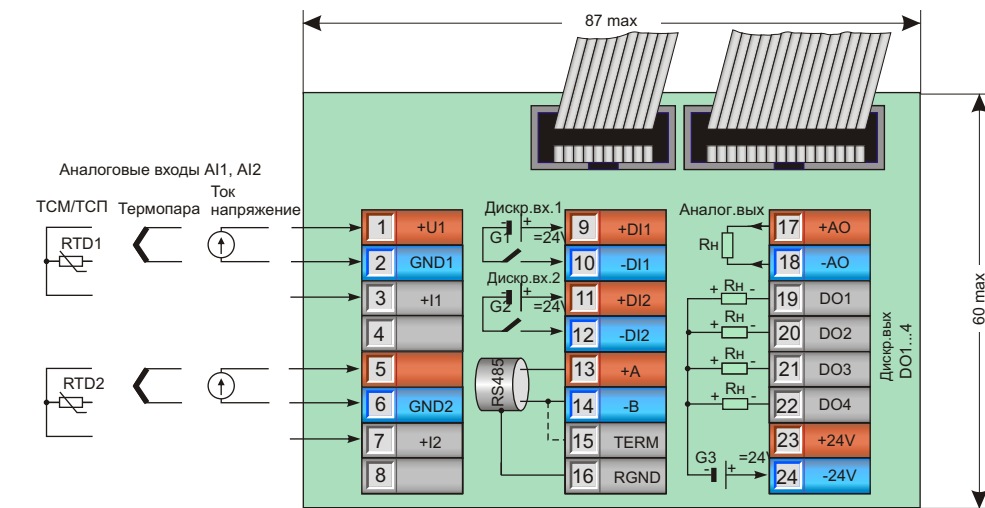 87 max
60 max
Аналоговые входы AI1, AI2
ТСМ/ТСП
Термопара
Ток
напряжение
RTD1
RTD2
1 +U1
2 GND1
3 +I1
4
5
6 GND2
7 +I2
8
Дискр.вх.1
G1
- +
=24V
Дискр.вх.2
G2
- +
=24V
RS485
9 +DI1
10 -DI1
11 +DI2
12 -DI2
13 +A
14 -B
15 TERM
16 RGND
Аналог.вых
Rн
+ Rн -
+ Rн -
+ Rн -
+ Rн -
G3
- +
=24V
17 +AO
18 -AO
19 DO1
20 DO2
21 DO3
22 DO4
23 +24V
24 -24V
Дискр.вых
DO1...4